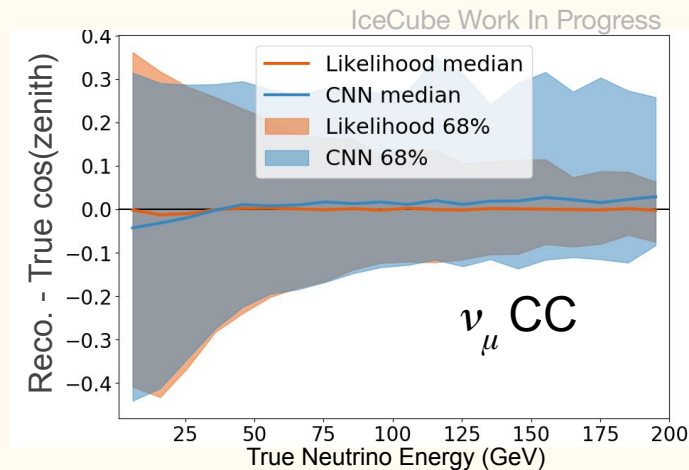 IceCube Work In Progress
Reco. - True cos(zenith)
0.4
0.3
0.2
0.1
0.0
−0.1
−0.2
−0.3
−0.4
Likelihood median
CNN median
Likelihood 68%
CNN 68%
νμ CC
25 50 75 100 125 150 175 200
True Neutrino Energy (GeV)